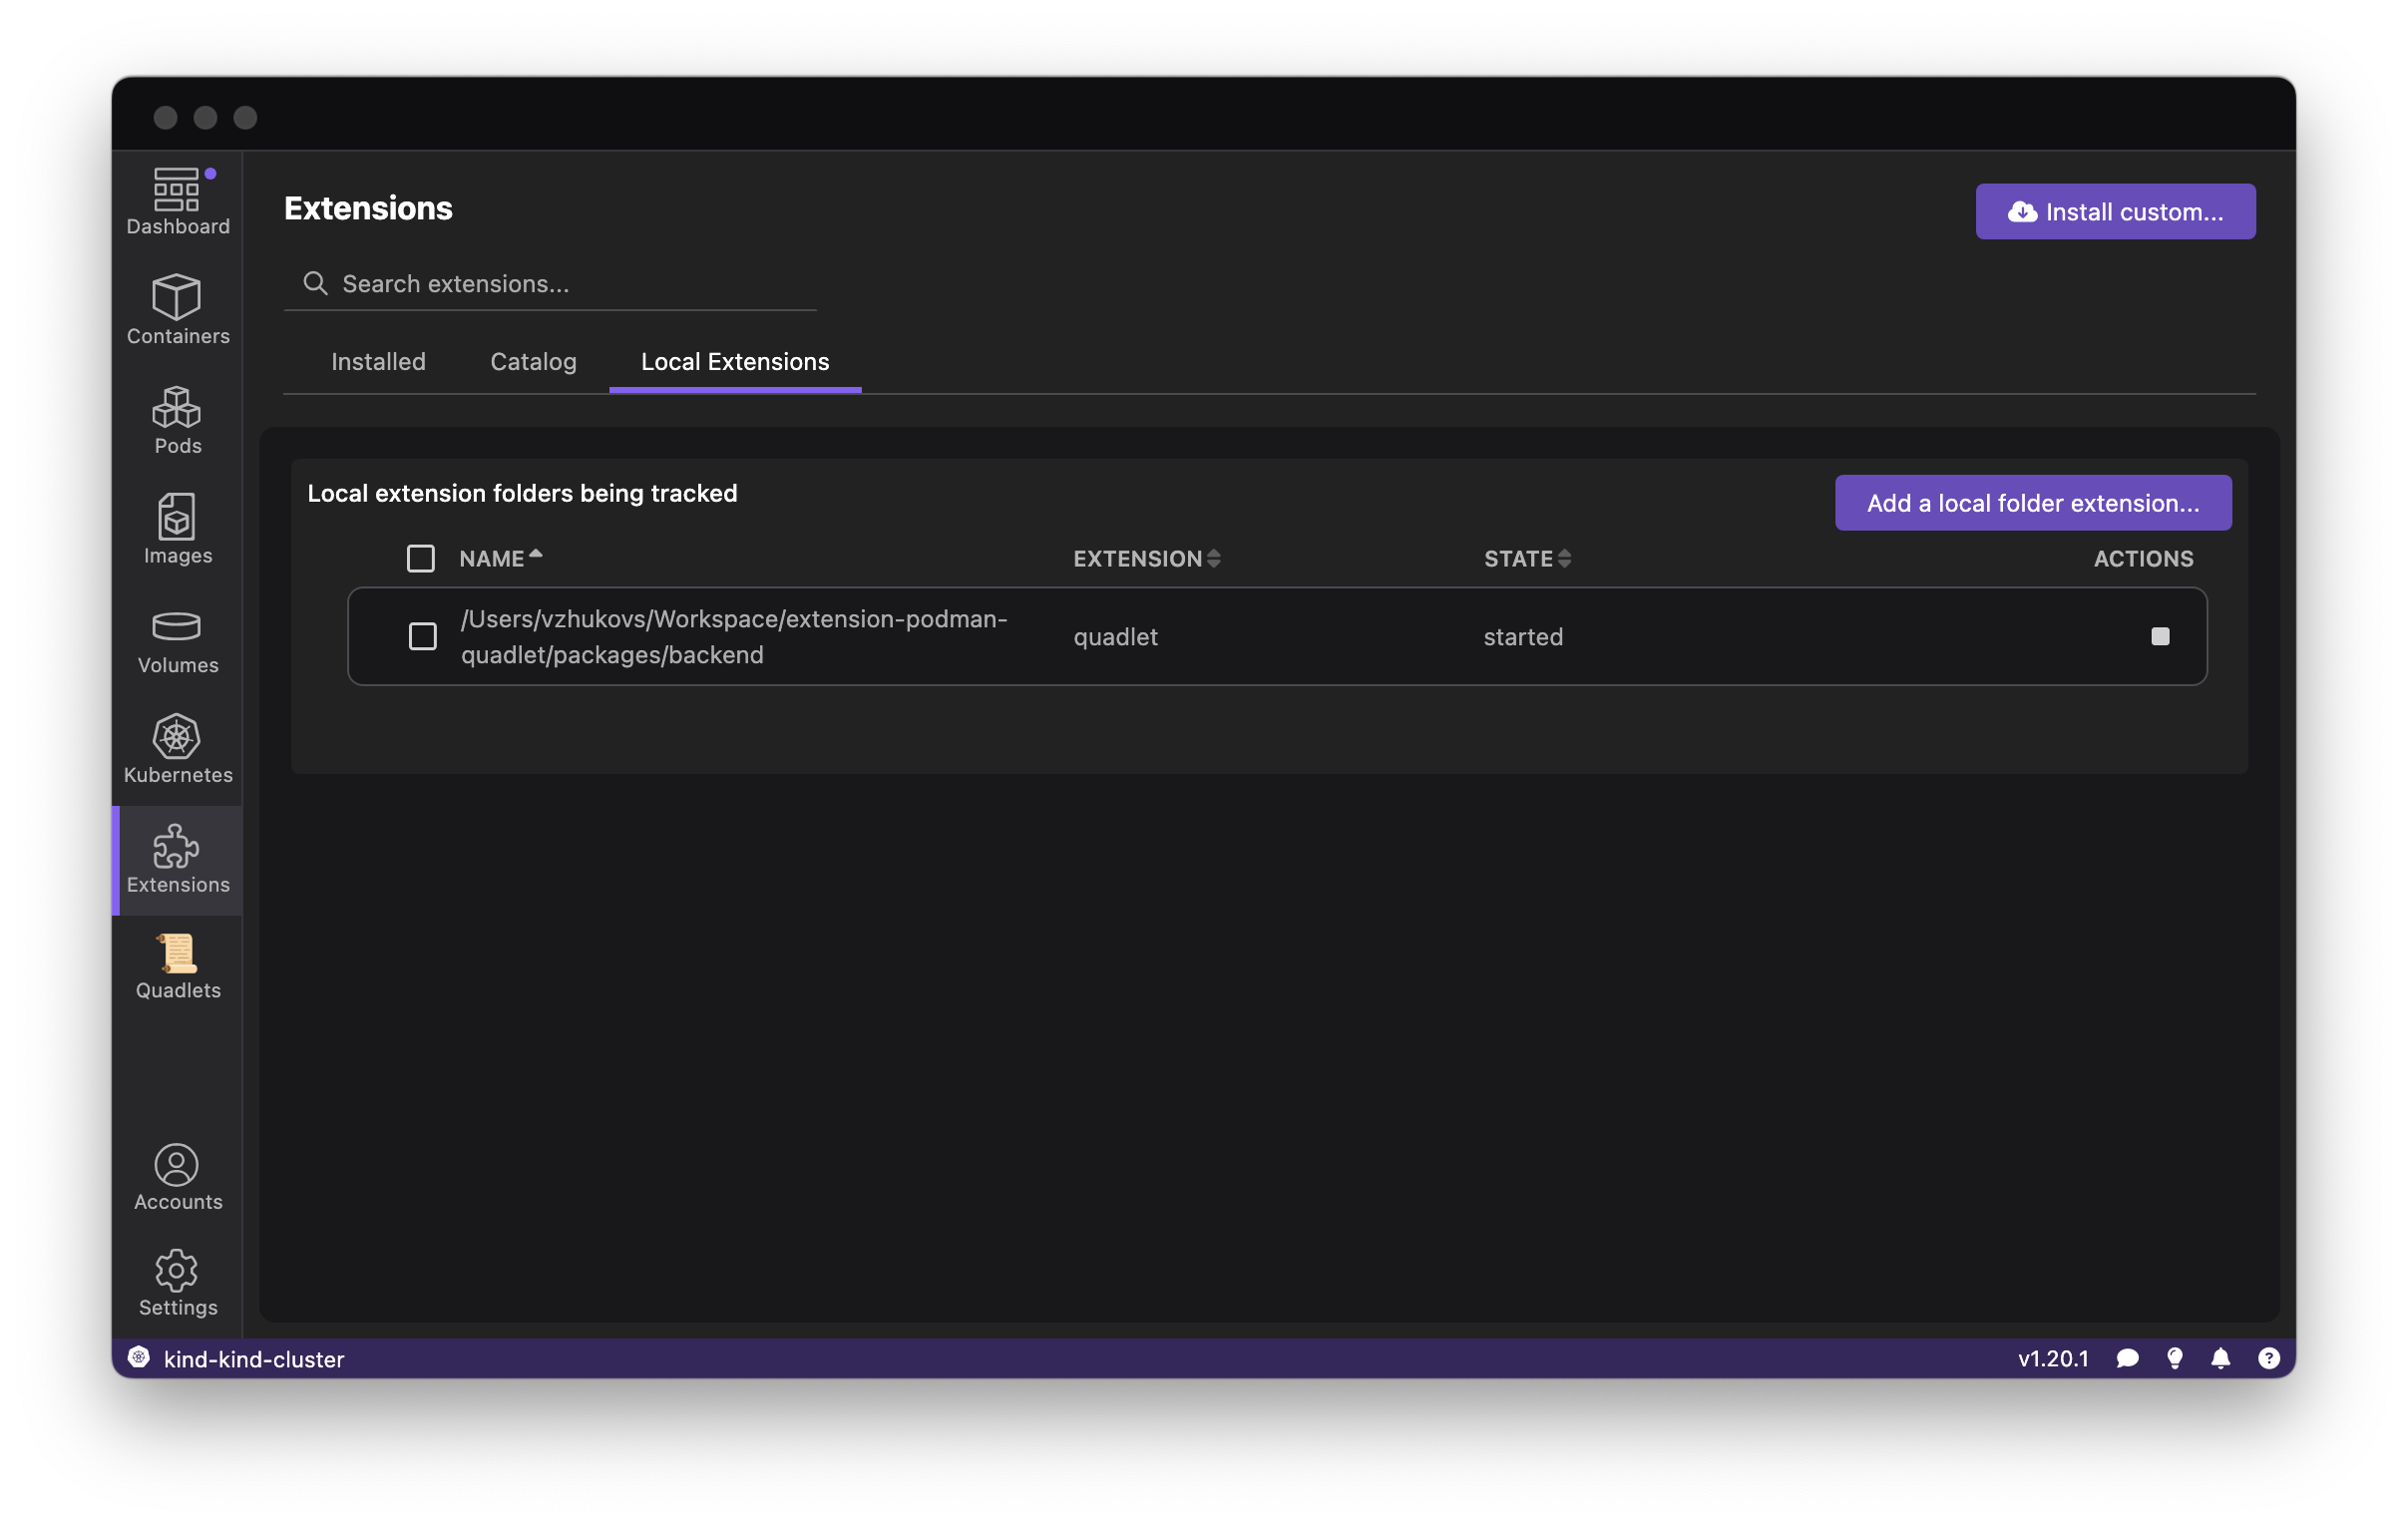 Dashboard
Containers
Pods
Images
Volumes
Kubernetes
Extensions
Quadlets
Accounts
Settings
Extensions
Install custom...
Search extensions...
Installed
Catalog
Local Extensions
Local extension folders being tracked
Add a local folder extension...
NAME
EXTENSION
STATE
ACTIONS
/Users/vzhukovs/Workspace/extension-podman-
quadlet/packages/backend
quadlet
started
kind-kind-cluster
v1.20.1